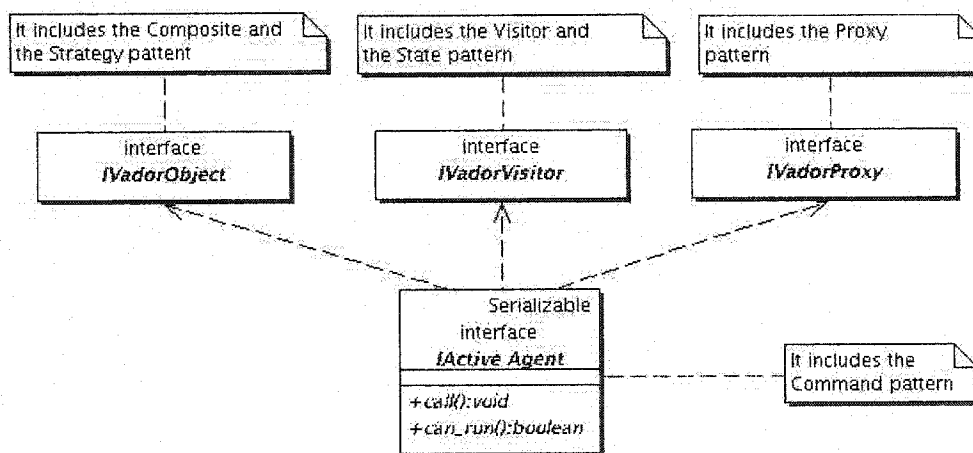 It includes the Composite and
the Strategy pattent
It includes the Visitor and
the State pattern
It includes the Proxy
pattern
interface
IVadorObject
interface
IVadorVisitor
interface
IVadorProxy
Serializable
interface
IActive Agent
+call():void
+can_run():boolean
It includes the
Command pattern